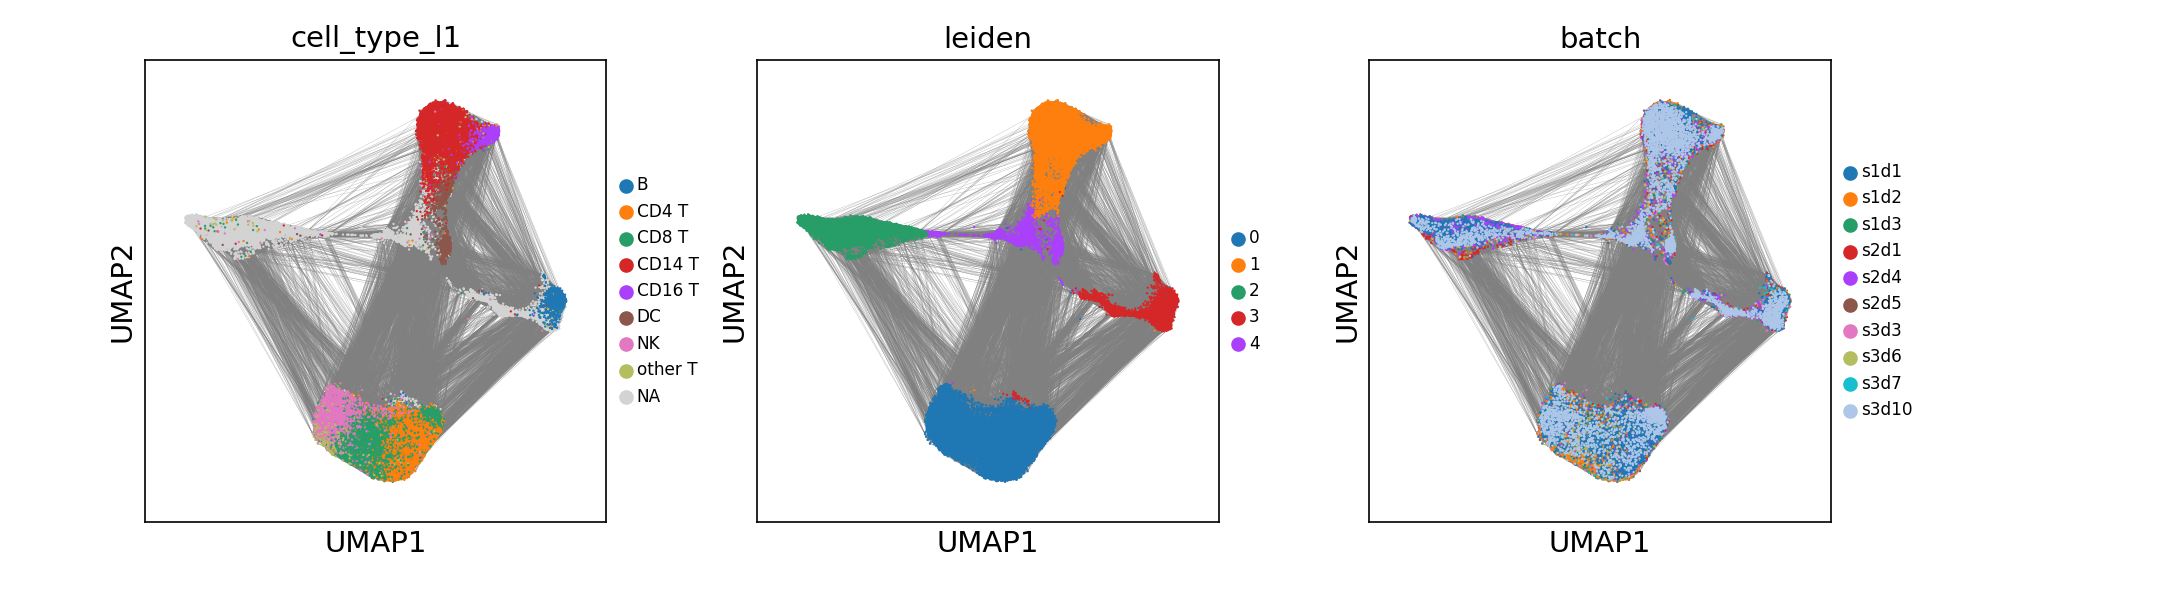 cell_type_l1
UMAP2
UMAP1
B
CD4 T
CD8 T
CD14 T
CD16 T
DC
NK
other T
NA
leiden
UMAP2
UMAP1
0
1
2
3
4
batch
UMAP2
UMAP1
s1d1
s1d2
s1d3
s2d1
s2d4
s2d5
s3d3
s3d6
s3d7
s3d10